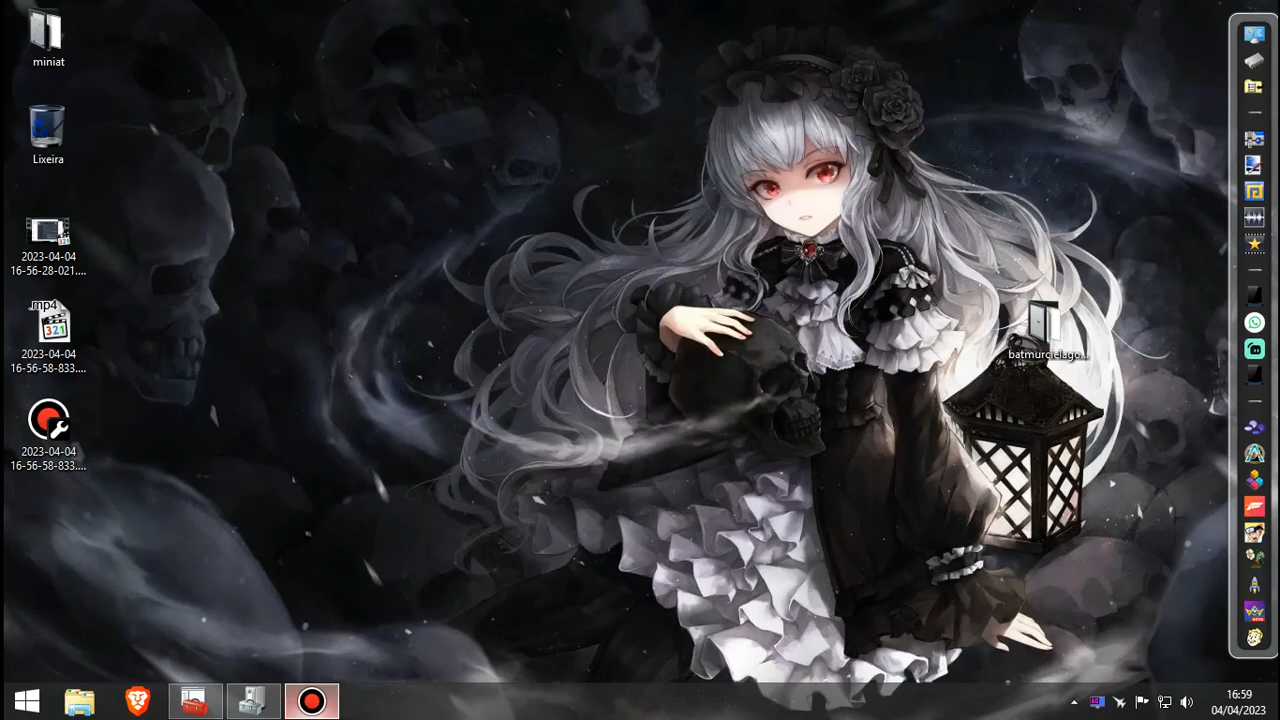 miniat
Lixeira
2023-04-04
16-56-28-021....
.mp4
321
2023-04-04
16-56-58-833....
2023-04-04
16-56-58-833....
batmurcielago...
16:59
04/04/2023